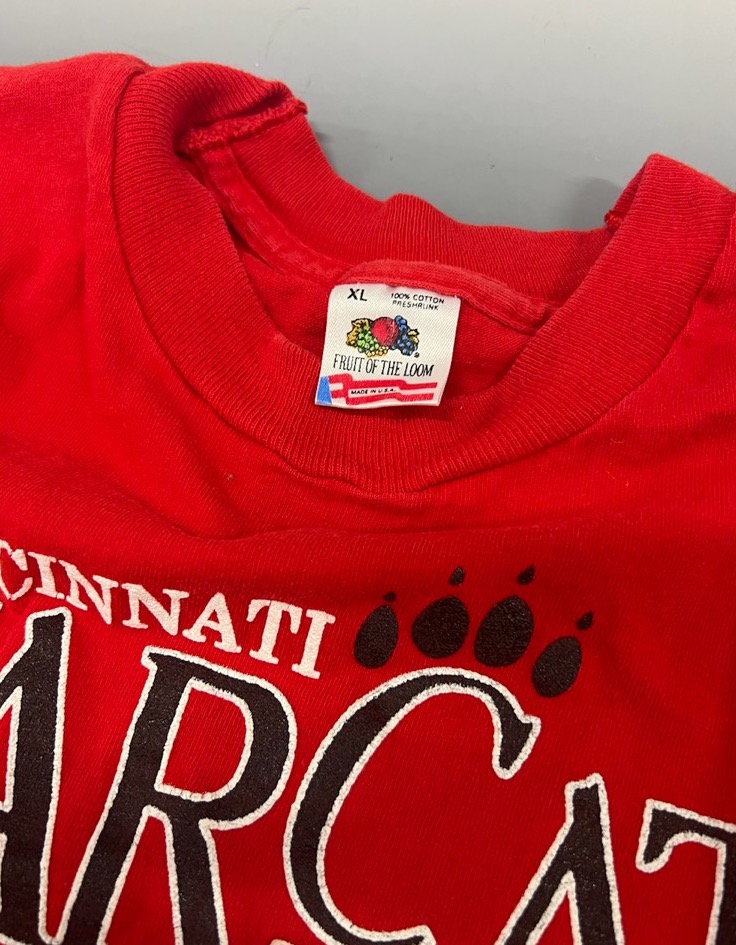 XL
100% COTTON
PRESHRUNK
FRUIT OF THE LOOM
®
MADE IN U.S.A.
CINNATI
ARCAT